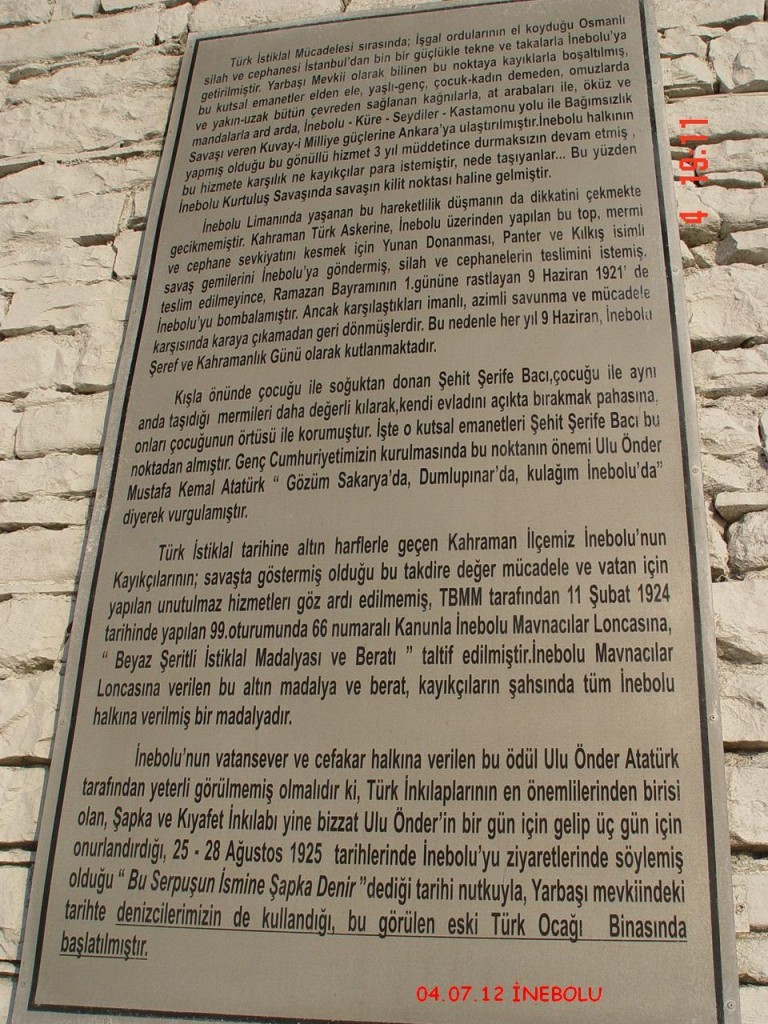 Türk İstiklal Mücadelesi sırasında; İşgal ordularının el koyduğu Osmanlı
silah ve cephanesi İstanbul'dan bin bir güçlükle tekne ve takalarla İnebolu'ya
getirilmiştir. Yarbaşı Mevkii olarak bilinen bu noktaya kayıklarla boşaltılmış,
bu kutsal emanetler elden ele, yaşlı-genç, çocuk-kadın demeden, omuzlarda
ve yakın-uzak bütün çevreden sağlanan kağnılarla, at arabaları ile, öküz ve
mandalarla ard arda, İnebolu - Küre - Seydiler - Kastamonu yolu ile Bağımsızlık
Savaşı veren Kuvay-i Milliye güçlerine Ankara'ya ulaştırılmıştır.İnebolu halkının
yapmış olduğu bu gönüllü hizmet 3 yıl müddetince durmaksızın devam etmiş ,
bu hizmete karşılık ne kayıkçılar para istemiştir, nede taşıyanlar... Bu yüzden
İnebolu Kurtuluş Savaşında savaşın kilit noktası haline gelmiştir.
İnebolu Limanında yaşanan bu hareketlilik düşmanın da dikkatini çekmekte
gecikmemiştir. Kahraman Türk Askerine, İnebolu üzerinden yapılan bu top, mermi
ve cephane sevkiyatını kesmek için Yunan Donanması, Panter ve Kılkış isimli
savaş gemilerini İnebolu'ya göndermiş, silah ve cephanelerin teslimini istemiş.
teslim edilmeyince, Ramazan Bayramının 1.gününe rastlayan 9 Haziran 1921' de
İnebolu'yu bombalamıştır. Ancak karşılaştıkları imanlı, azimli savunma ve mücadele
karşısında karaya çıkamadan geri dönmüşlerdir. Bu nedenle her yıl 9 Haziran, İnebolu
Şeref ve Kahramanlık Günü olarak kutlanmaktadır.
Kışla önünde çocuğu ile soğuktan donan Şehit Şerife Bacı,çocuğu ile aynı
anda taşıdığı mermileri daha değerli kılarak,kendi evladını açıkta bırakmak pahasına,
onları çocuğunun örtüsü ile korumuştur. İşte o kutsal emanetleri Şehit Şerife Bacı bu
noktadan almıştır. Genç Cumhuriyetimizin kurulmasında bu noktanın önemi Ulu Önder
Mustafa Kemal Atatürk “ Gözüm Sakarya'da, Dumlupınar'da, kulağım İnebolu'da”
diyerek vurgulamıştır.
Türk İstiklal tarihine altın harflerle geçen Kahraman İlçemiz İnebolu'nun
Kayıkçılarının; savaşta göstermiş olduğu bu takdire değer mücadele ve vatan için
yapılan unutulmaz hizmetlerı göz ardı edilmemiş, TBMM tarafından 11 Şubat 1924
tarihinde yapılan 99.oturumunda 66 numaralı Kanunla İnebolu Mavnacılar Loncasına,
“ Beyaz Şeritli İstiklal Madalyası ve Beratı ” taltif edilmiştir.İnebolu Mavnacılar
Loncasına verilen bu altın madalya ve berat, kayıkçıların şahsında tüm İnebolu
halkına verilmiş bir madalyadır.
İnebolu'nun vatansever ve cefakar halkına verilen bu ödül Ulu Önder Atatürk
tarafından yeterli görülmemiş olmalıdır ki, Türk İnkılaplarının en önemlilerinden birisi
olan, Şapka ve Kıyafet İnkılabı yine bizzat Ulu Önder'in bir gün için gelip üç gün için
onurlandırdığı, 25 - 28 Ağustos 1925 tarihlerinde İnebolu'yu ziyaretlerinde söylemiş
olduğu “ Bu Serpuşun İsmine Şapka Denir ”dediği tarihi nutkuyla, Yarbaşı mevkiindeki
tarihte denizcilerimizin de kullandığı, bu görülen eski Türk Ocağı Binasında
başlatılmıştır.
04.07.12 İNEBOLU